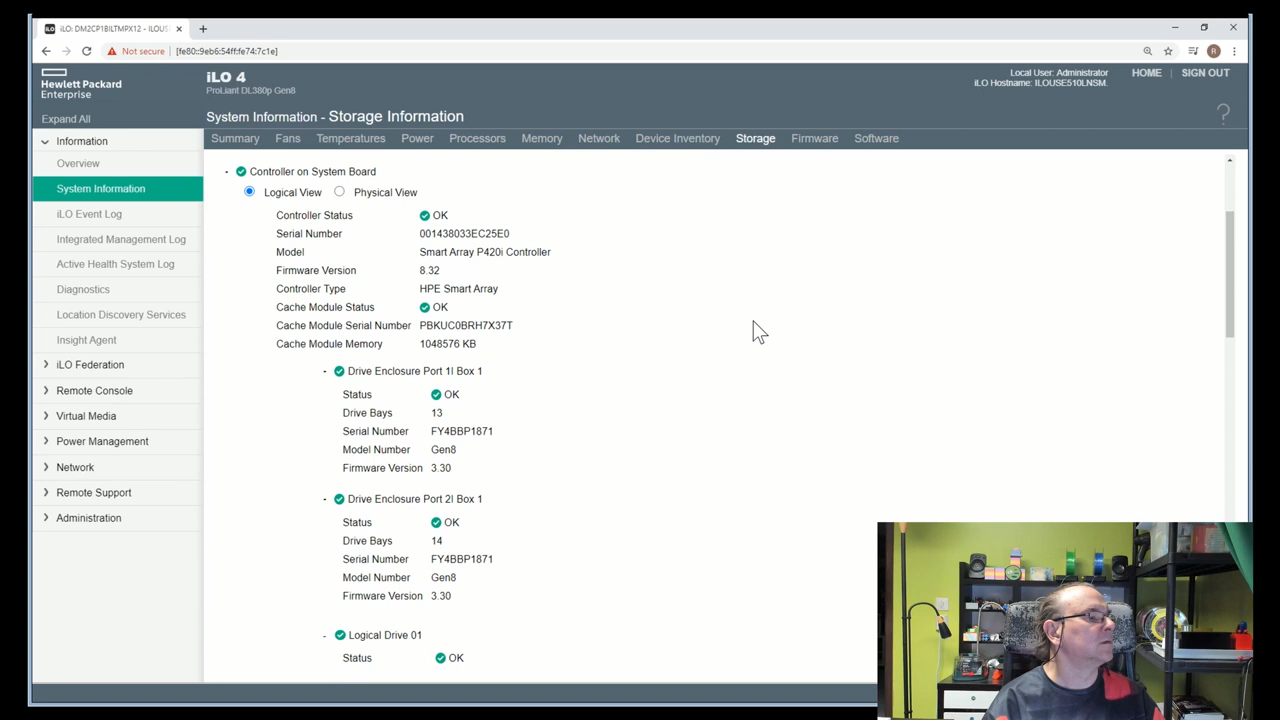 iLO: DM2CP1BILTMPX12 - ILOUS
Not secure [fe80::9eb6:54ff:fe74:7c1e]
Hewlett Packard
Enterprise
iLO 4
ProLiant DL380p Gen8
Local User: Administrator
iLO Hostname: ILOUSE510LNSM.
HOME
SIGN OUT
Expand All
System Information - Storage Information
Summary Fans Temperatures Power Processors Memory Network Device Inventory Storage Firmware Software
Information
Overview
System Information
iLO Event Log
Integrated Management Log
Active Health System Log
Diagnostics
Location Discovery Services
Insight Agent
iLO Federation
Remote Console
Virtual Media
Power Management
Network
Remote Support
Administration
Controller on System Board
Logical View Physical View
Controller Status OK
Serial Number 001438033EC25E0
Model Smart Array P420i Controller
Firmware Version 8.32
Controller Type HPE Smart Array
Cache Module Status OK
Cache Module Serial Number PBKUC0BRH7X37T
Cache Module Memory 1048576 KB
Drive Enclosure Port 1I Box 1
Status OK
Drive Bays 13
Serial Number FY4BBP1871
Model Number Gen8
Firmware Version 3.30
Drive Enclosure Port 2I Box 1
Status OK
Drive Bays 14
Serial Number FY4BBP1871
Model Number Gen8
Firmware Version 3.30
Logical Drive 01
Status OK